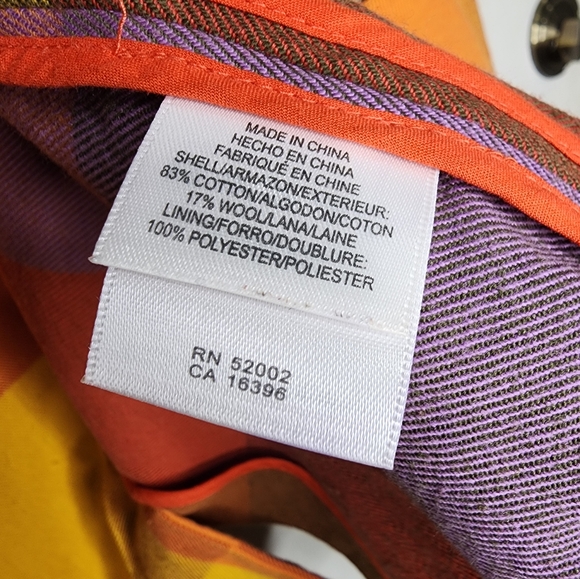 MADE IN CHINA
HECHO EN CHINA
FABRIQUÉ EN CHINE
SHELL/ARMAZON/EXTERIEUR:
83% COTTON/ALGODON/COTON
17% WOOL/LANA/LAINE
LINING/FORRO/DOUBLURE:
100% POLYESTER/POLIESTER
RN 52002
CA 16396